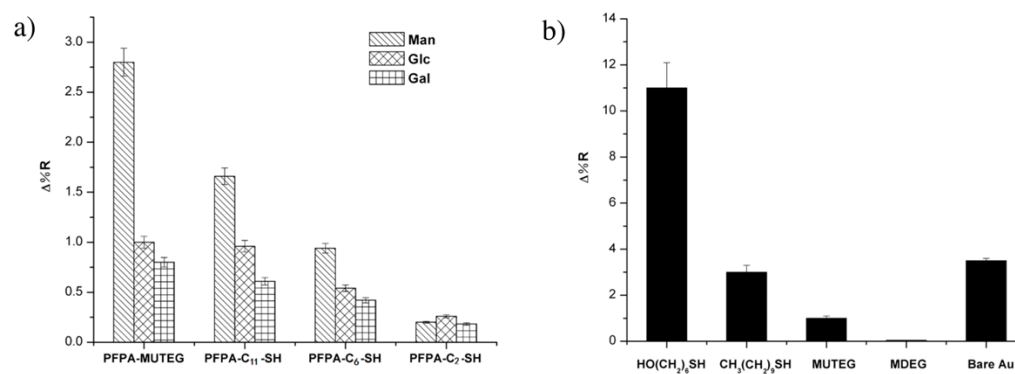 a)
Δ%R
3.0
2.5
2.0
1.5
1.0
0.5
0.0
Man
Glc
Gal
PFPA-MUTEG PFPA-C₁₁-SH PFPA-C₆-SH PFPA-C₂-SH
b)
Δ%R
14
12
10
8
6
4
2
0
HO(CH₂)₆SH CH₃(CH₂)₉SH MUTEG MDEG Bare Au